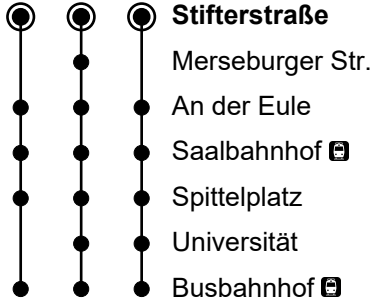 Stifterstraße
Merseburger Str.
An der Eule
Saalbahnhof
Spittelplatz
Universität
Busbahnhof